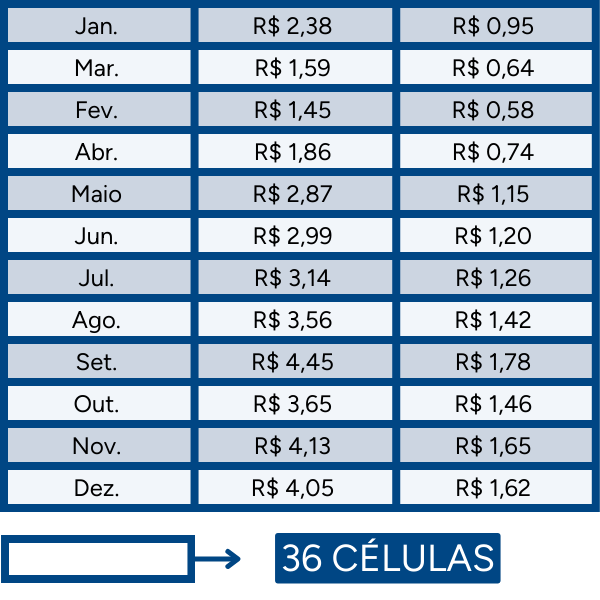 Jan. R$ 2,38 R$ 0,95
Mar. R$ 1,59 R$ 0,64
Fev. R$ 1,45 R$ 0,58
Abr. R$ 1,86 R$ 0,74
Maio R$ 2,87 R$ 1,15
Jun. R$ 2,99 R$ 1,20
Jul. R$ 3,14 R$ 1,26
Ago. R$ 3,56 R$ 1,42
Set. R$ 4,45 R$ 1,78
Out. R$ 3,65 R$ 1,46
Nov. R$ 4,13 R$ 1,65
Dez. R$ 4,05 R$ 1,62
36 CÉLULAS